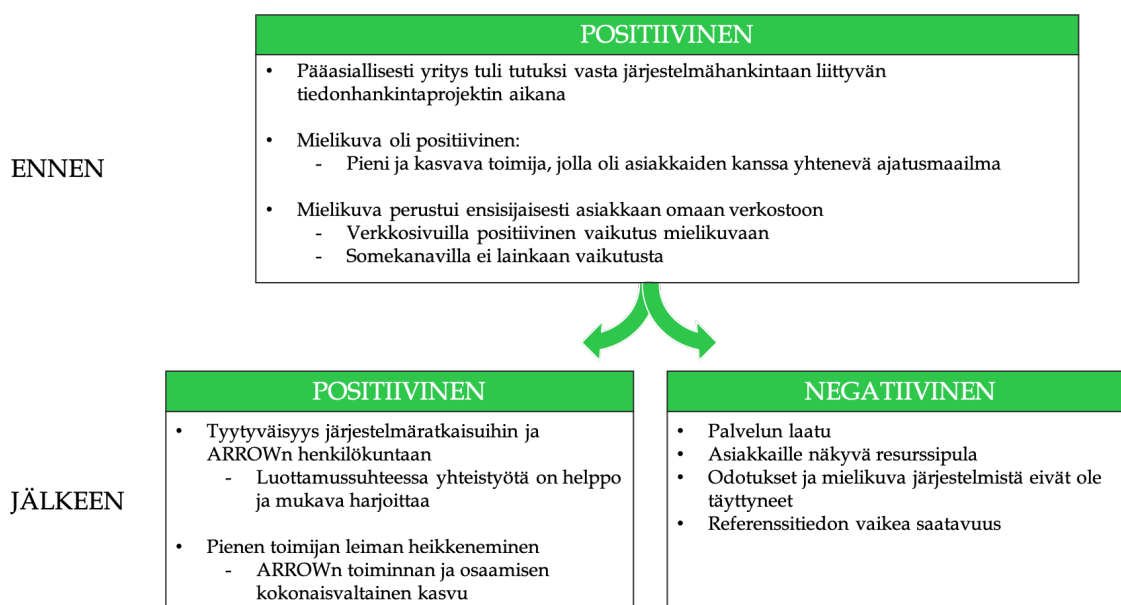 POSITIIVINEN
• Pääasiallisesti yritys tuli tutuksi vasta järjestelmähankintaan liittyvän
tiedonhankintaprojektin aikana
• Mielikuva oli positiivinen:
- Pieni ja kasvava toimija, jolla oli asiakkaiden kanssa yhtenevä ajatusmaailma
• Mielikuva perustui ensisijaisesti asiakkaan omaan verkostoon
- Verkkosivuilla positiivinen vaikutus mielikuvaan
- Somekanavilla ei lainkaan vaikutusta
ENNEN
POSITIIVINEN
• Tyytyväisyys järjestelmäratkaisuihin ja
ARROWn henkilökuntaan
- Luottamussuhteessa yhteistyötä on helppo
ja mukava harjoittaa
• Pienen toimijan leiman heikkeneminen
- ARROWn toiminnan ja osaamisen
kokonaisvaltainen kasvu
NEGATIIVINEN
• Palvelun laatu
• Asiakkaille näkyvä resurssipula
• Odotukset ja mielikuva järjestelmistä eivät ole
täyttyneet
• Referenssitiedon vaikea saatavuus
JÄLKEEN